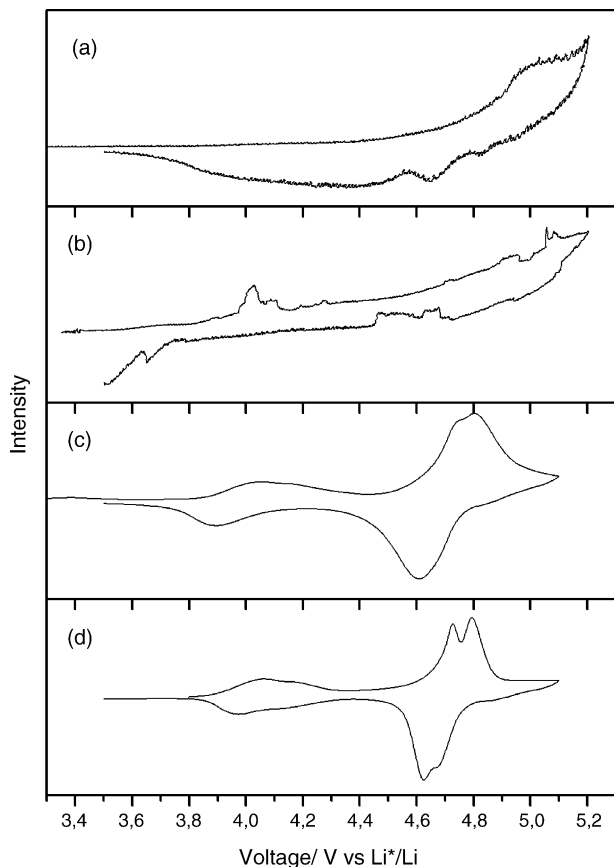 (a)
(b)
(c)
(d)
Intensity
3,4 3,6 3,8 4,0 4,2 4,4 4,6 4,8 5,0 5,2
Voltage/ V vs Li*/Li